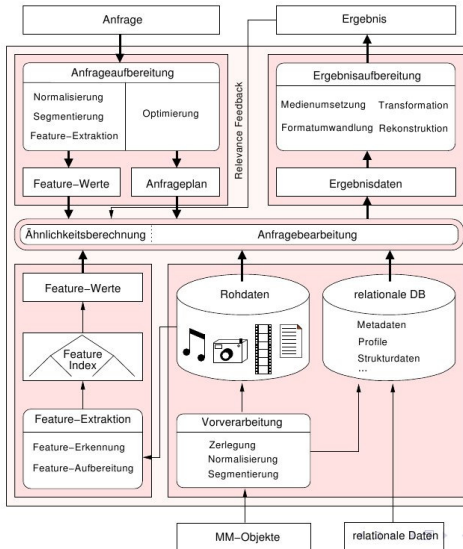 Anfrage
Ergebnis
Anfrageaufbereitung
Normalisierung
Segmentierung
Feature-Extraktion
Optimierung
Relevance Feedback
Ergebnisaufbereitung
Medienumsetzung Transformation
Formatumwandlung Rekonstruktion
Feature-Werte
Anfrageplan
Ergebnisdaten
Ähnlichkeitsberechnung
Anfragebearbeitung
Feature-Werte
Feature
Index
Feature-Extraktion
Feature-Erkennung
Feature-Aufbereitung
Rohdaten
relationale DB
Metadaten
Profile
Strukturdaten
...
Vorverarbeitung
Zerlegung
Normalisierung
Segmentierung
MM-Objekte
relationale Daten